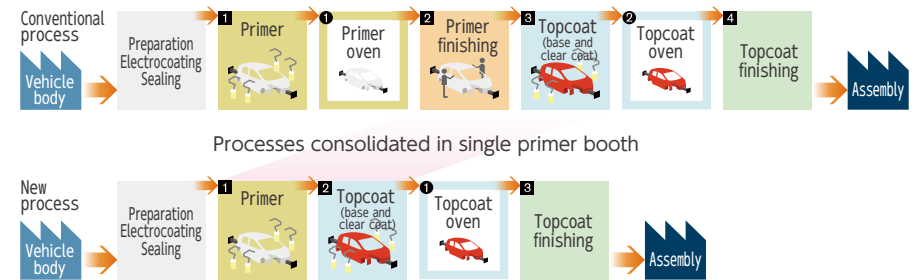 Conventional
process
Vehicle
body
Preparation
Electrocoating
Sealing
1
Primer
1
Primer
oven
2
Primer
finishing
3
Topcoat
(base and
clear coat)
2
Topcoat
oven
4
Topcoat
finishing
Assembly
Processes consolidated in single primer booth
New
process
Vehicle
body
Preparation
Electrocoating
Sealing
1
Primer
2
Topcoat
(base and
clear coat)
1
Topcoat
oven
3
Topcoat
finishing
Assembly